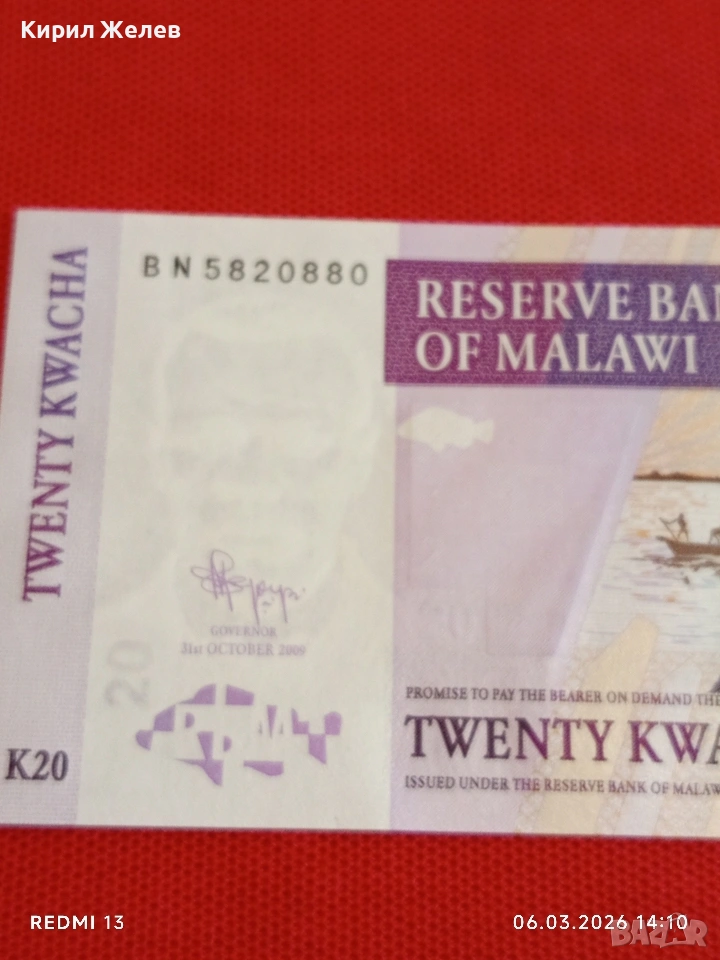 Кирил Желев
TWENTY KWACHA
BN5820880
RESERVE BA
OF MALAWI
GOVERNOR
31st OCTOBER 2009
20
K20
PROMISE TO PAY THE BEARER ON DEMAND THE
TWENTY KWA
ISSUED UNDER THE RESERVE BANK OF MALAW
REDMI 13
06.03.2026 14:10
BAZAR